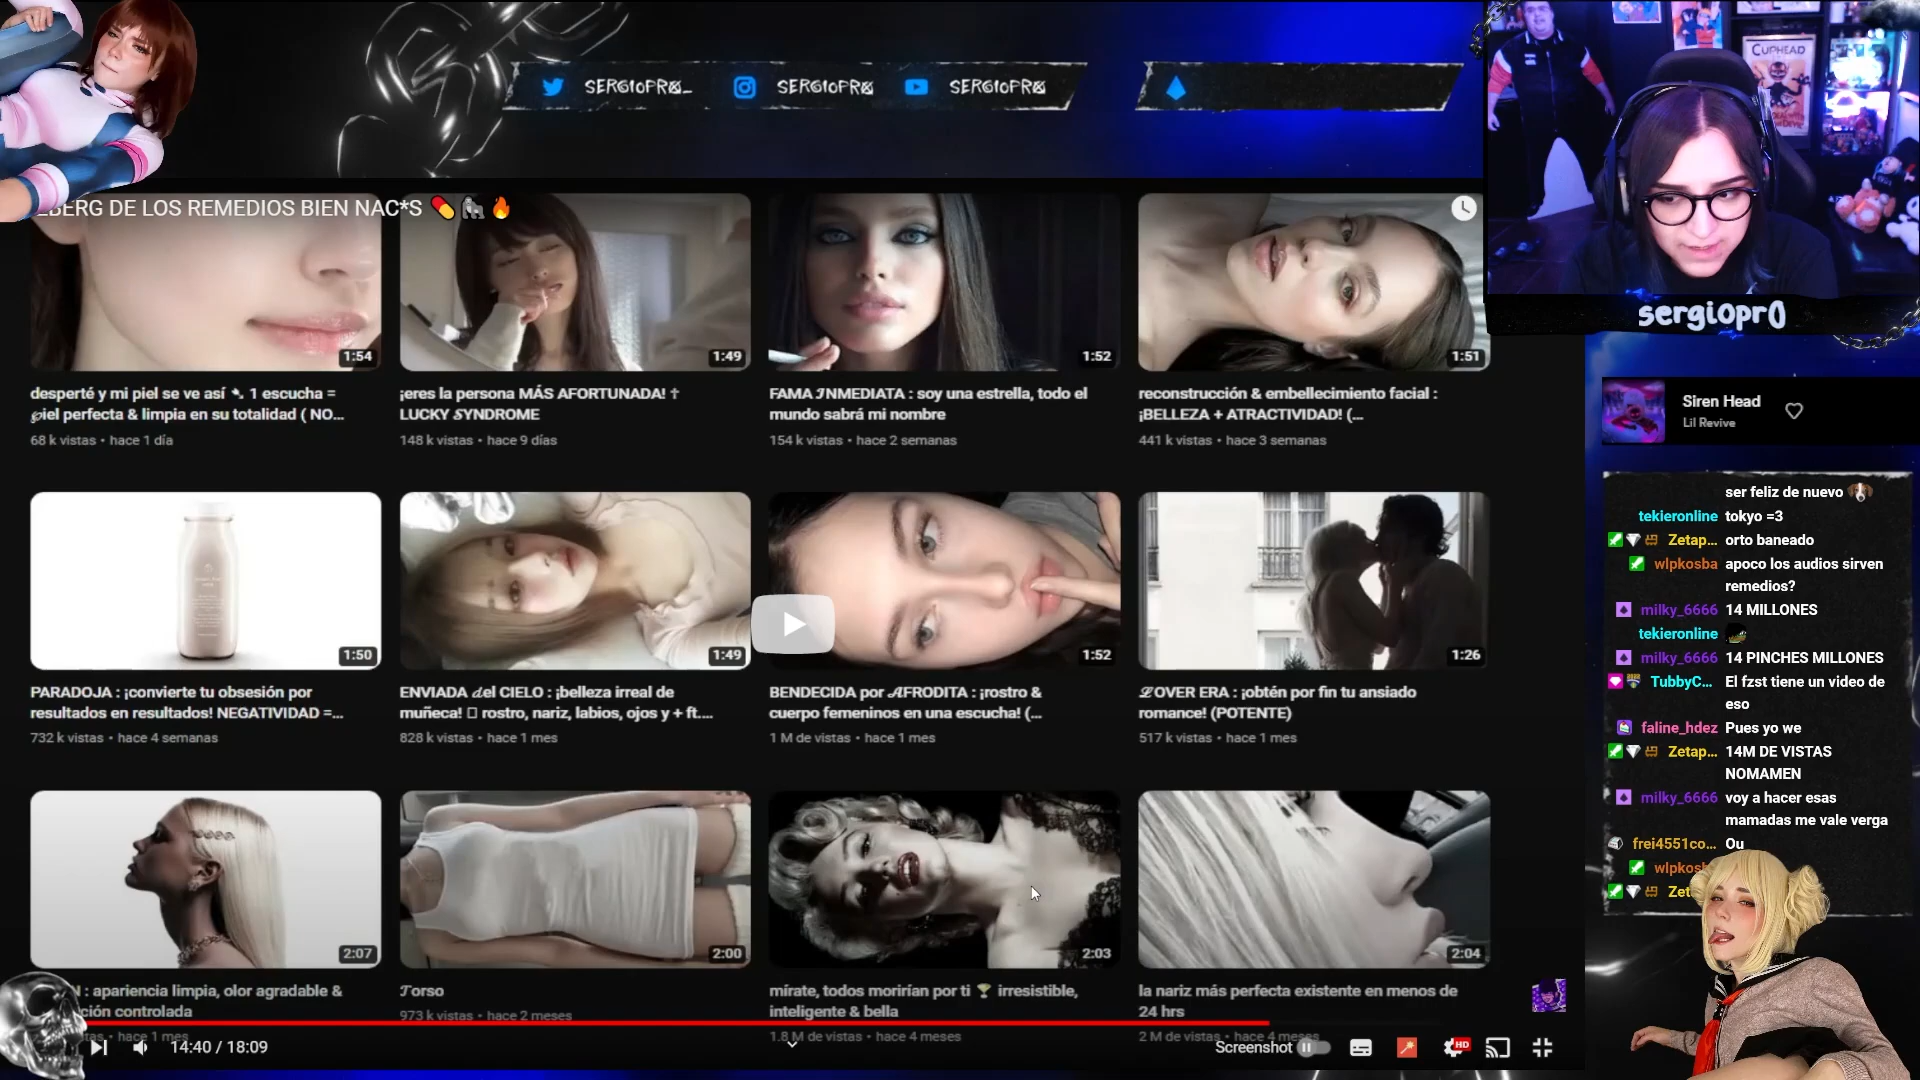 SERGIOPR0_ SERGIOPR0 SERGIOPR0
CUPHEAD
BERG DE LOS REMEDIOS BIEN NAC*S 💊🦍🔥
sergiopr0
1:54
1:49
1:52
1:51
desperté y mi piel se ve así ➴ 1 escucha =
piel perfecta & limpia en su totalidad ( NO...
68 k vistas • hace 1 día
¡eres la persona MÁS AFORTUNADA! ✝
LUCKY SYNDROME
148 k vistas • hace 9 días
FAMA INMEDIATA : soy una estrella, todo el
mundo sabrá mi nombre
154 k vistas • hace 2 semanas
reconstrucción & embellecimiento facial :
¡BELLEZA + ATRACTIVIDAD! (...
441 k vistas • hace 3 semanas
Siren Head
Lil Revive
1:50
1:49
1:52
1:26
PARADOJA : ¡convierte tu obsesión por
resultados en resultados! NEGATIVIDAD =...
732 k vistas • hace 4 semanas
ENVIADA del CIELO : ¡belleza irreal de
muñeca! ▯ rostro, nariz, labios, ojos y + ft....
828 k vistas • hace 1 mes
BENDECIDA por AFRODITA : ¡rostro &
cuerpo femeninos en una escucha! (...
1 M de vistas • hace 1 mes
LOVER ERA : ¡obtén por fin tu ansiado
romance! (POTENTE)
517 k vistas • hace 1 mes
2:07
2:00
2:03
2:04
N : apariencia limpia, olor agradable &
ción controlada
tas • hace 1 mes
Torso
973 k vistas • hace 2 meses
mírate, todos morirían por ti 🏆 irresistible,
inteligente & bella
1.8 M de vistas • hace 4 meses
la nariz más perfecta existente en menos de
24 hrs
2 M de vistas • hace 4 meses
14:40 / 18:09
Screenshot
HD
ser feliz de nuevo
tekieronline tokyo =3
Zetap... orto baneado
wlpkosba apoco los audios sirven
remedios?
milky_6666 14 MILLONES
tekieronline
milky_6666 14 PINCHES MILLONES
TubbyC... El fzst tiene un video de
eso
faline_hdez Pues yo we
Zetap... 14M DE VISTAS
NOMAMEN
milky_6666 voy a hacer esas
mamadas me vale verga
frei4551co... Ou
wlpkosb
Zet